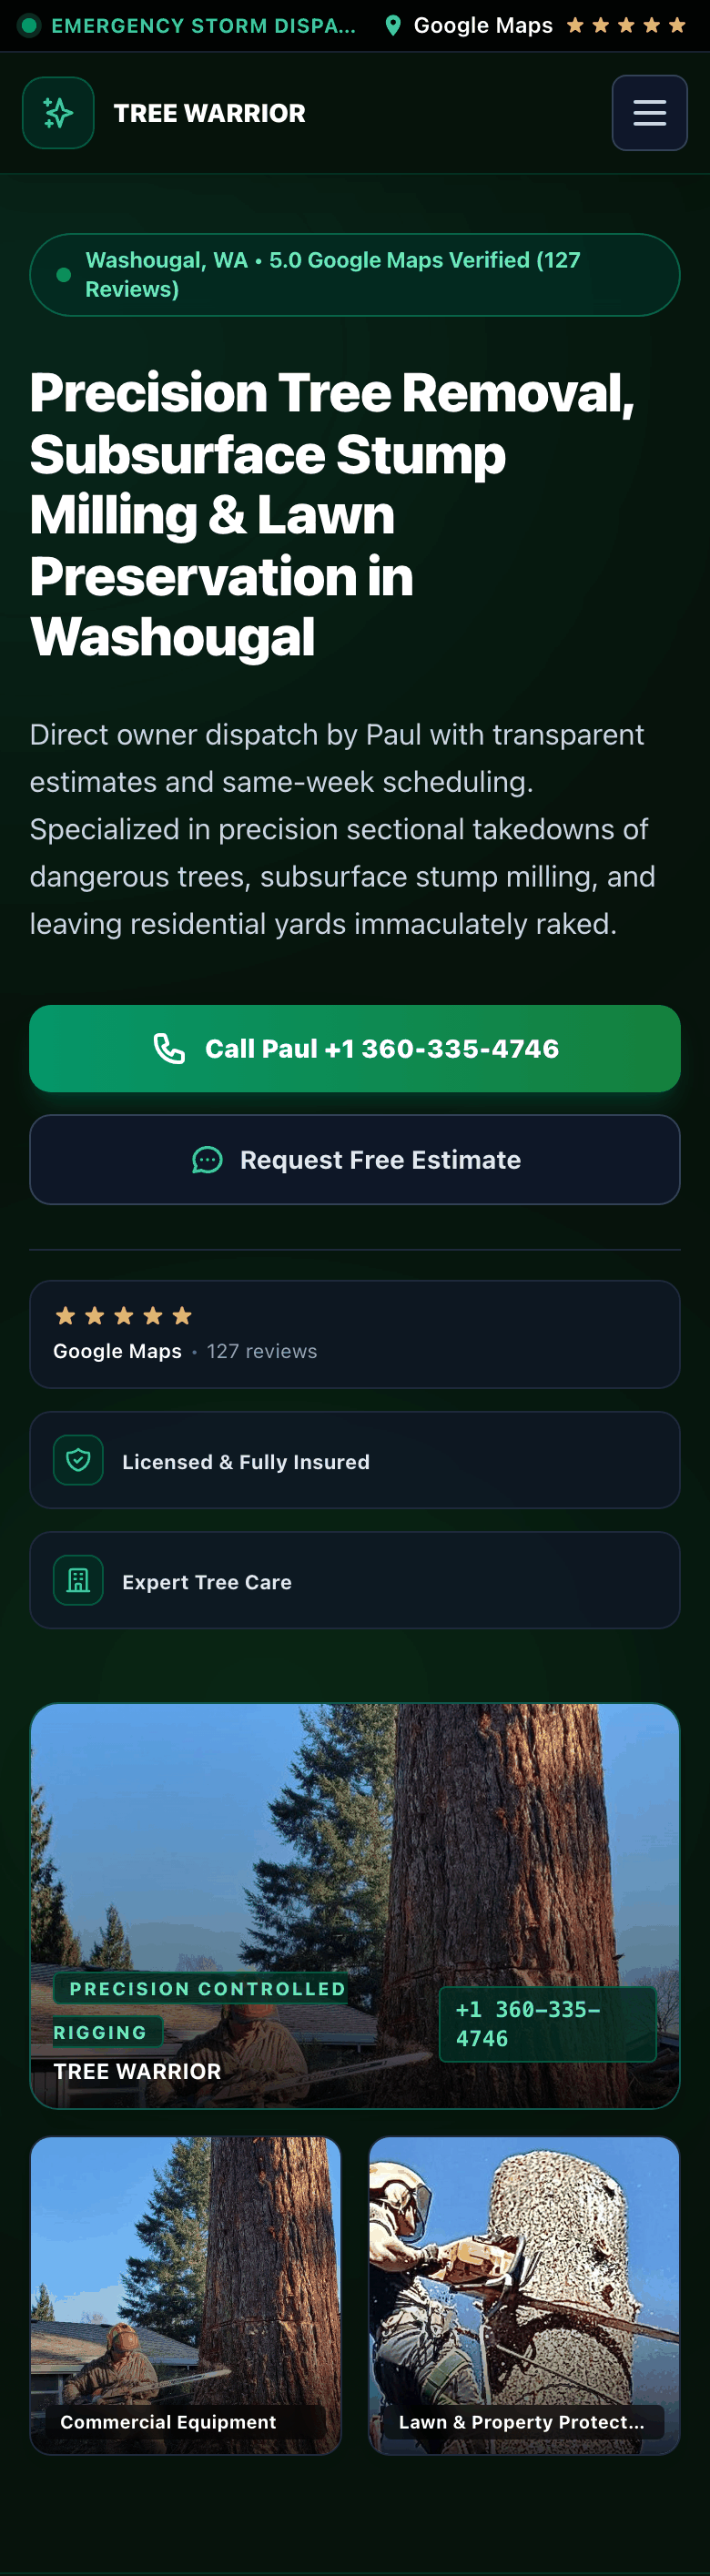 EMERGENCY STORM DISPA...
Google Maps
TREE WARRIOR
Washougal, WA • 5.0 Google Maps Verified (127
Reviews)
Precision Tree Removal,
Subsurface Stump
Milling & Lawn
Preservation in
Washougal
Direct owner dispatch by Paul with transparent
estimates and same-week scheduling.
Specialized in precision sectional takedowns of
dangerous trees, subsurface stump milling, and
leaving residential yards immaculately raked.
Call Paul +1 360-335-4746
Request Free Estimate
Google Maps • 127 reviews
Licensed & Fully Insured
Expert Tree Care
PRECISION CONTROLLED
RIGGING
TREE WARRIOR
+1 360-335-
4746
Commercial Equipment
Lawn & Property Protect...